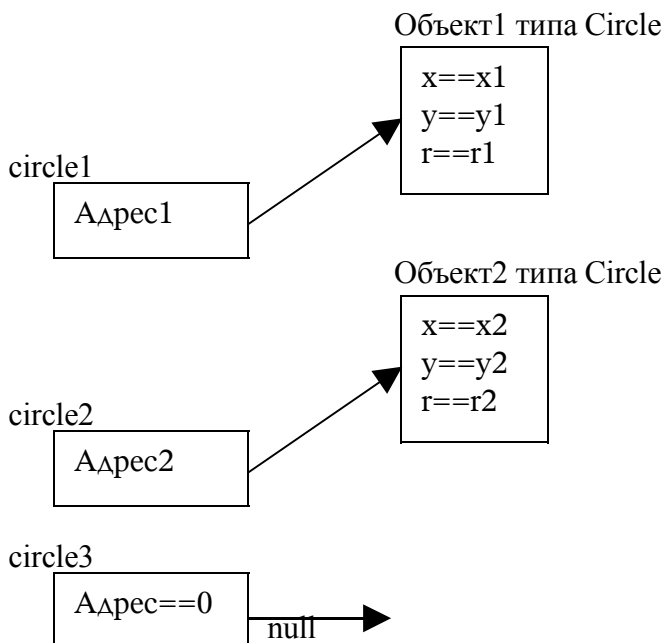 Объект1 типа Circle
x==x1
y==y1
r==r1
circle1
Адрес1
Объект2 типа Circle
x==x2
y==y2
r==r2
circle2
Адрес2
circle3
Адрес==0
null